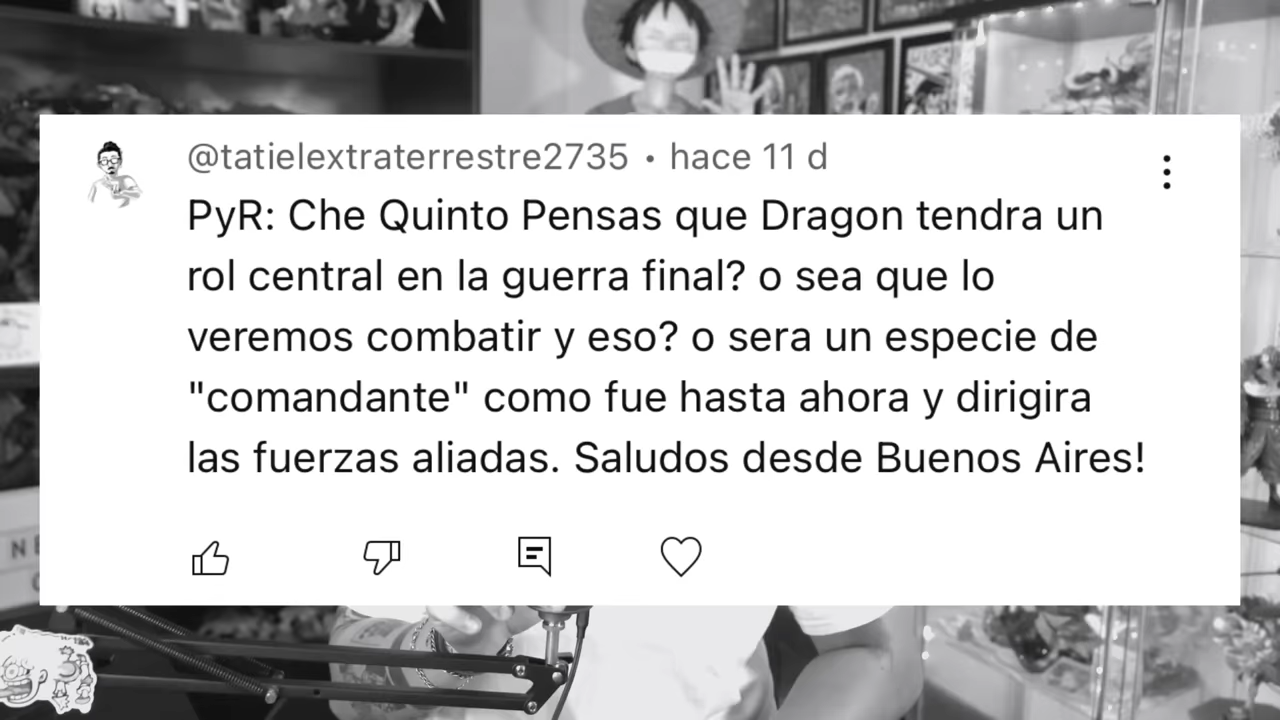 @tatielextraterrestre2735 • hace 11 d
PyR: Che Quinto Pensas que Dragon tendra un
rol central en la guerra final? o sea que lo
veremos combatir y eso? o sera un especie de
"comandante" como fue hasta ahora y dirigira
las fuerzas aliadas. Saludos desde Buenos Aires!